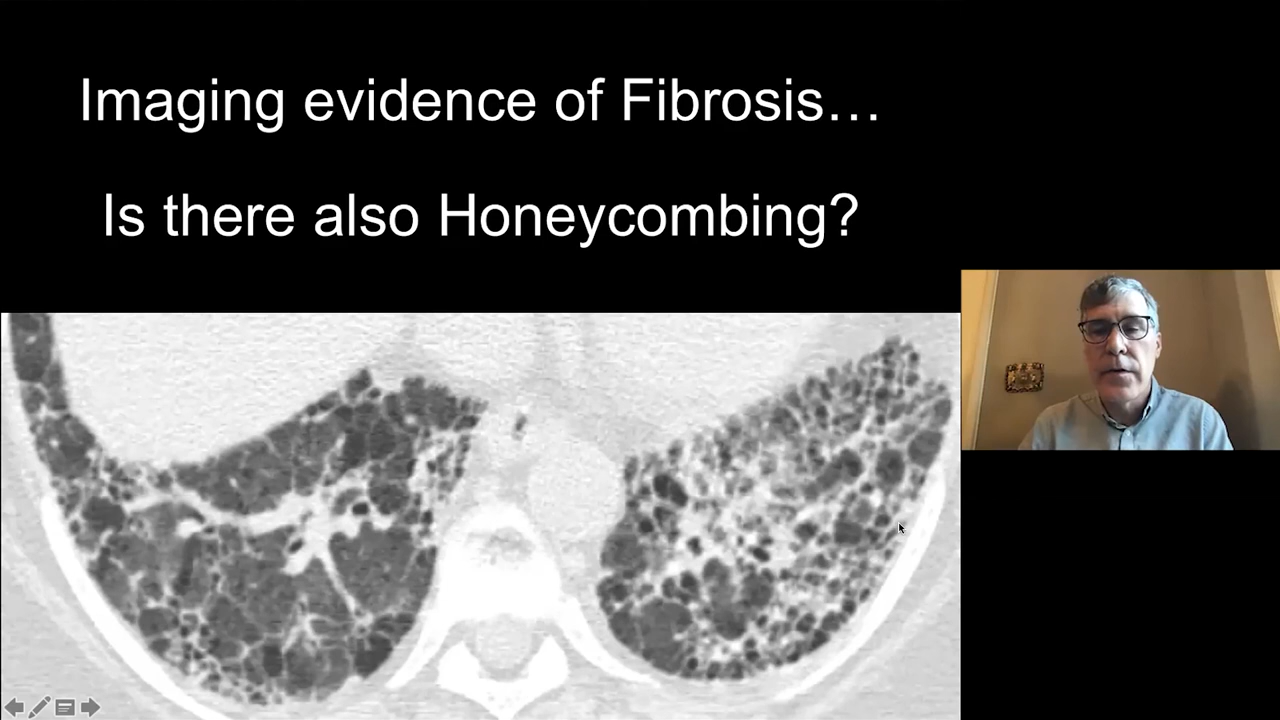 Imaging evidence of Fibrosis…
Is there also Honeycombing?